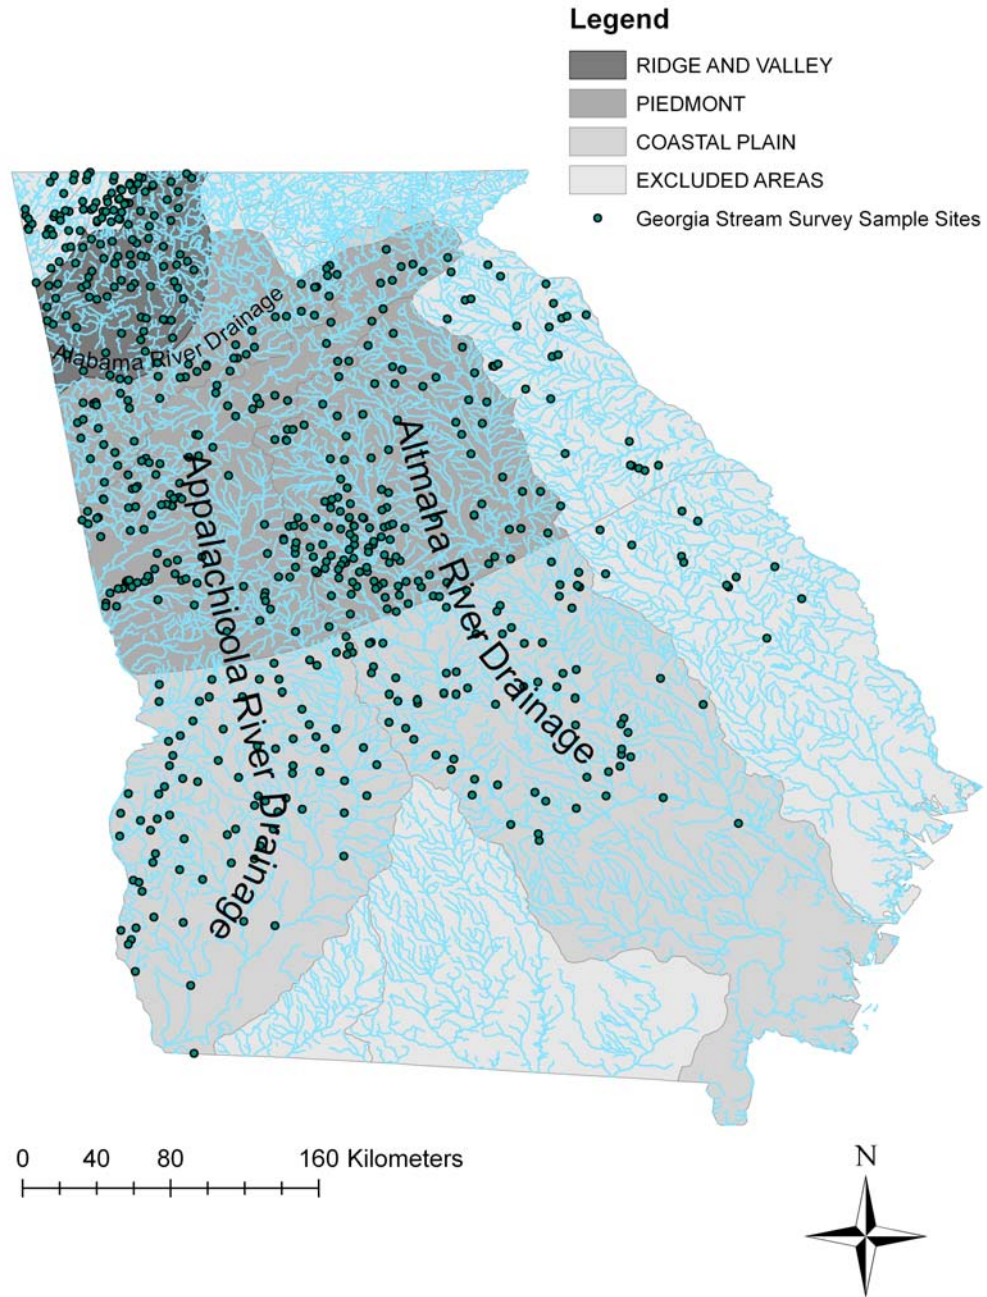 Legend
RIDGE AND VALLEY
PIEDMONT
COASTAL PLAIN
EXCLUDED AREAS
Georgia Stream Survey Sample Sites
Alabama River Drainage
Appalachicola River Drainage
Altmaha River Drainage
0 40 80 160 Kilometers
N